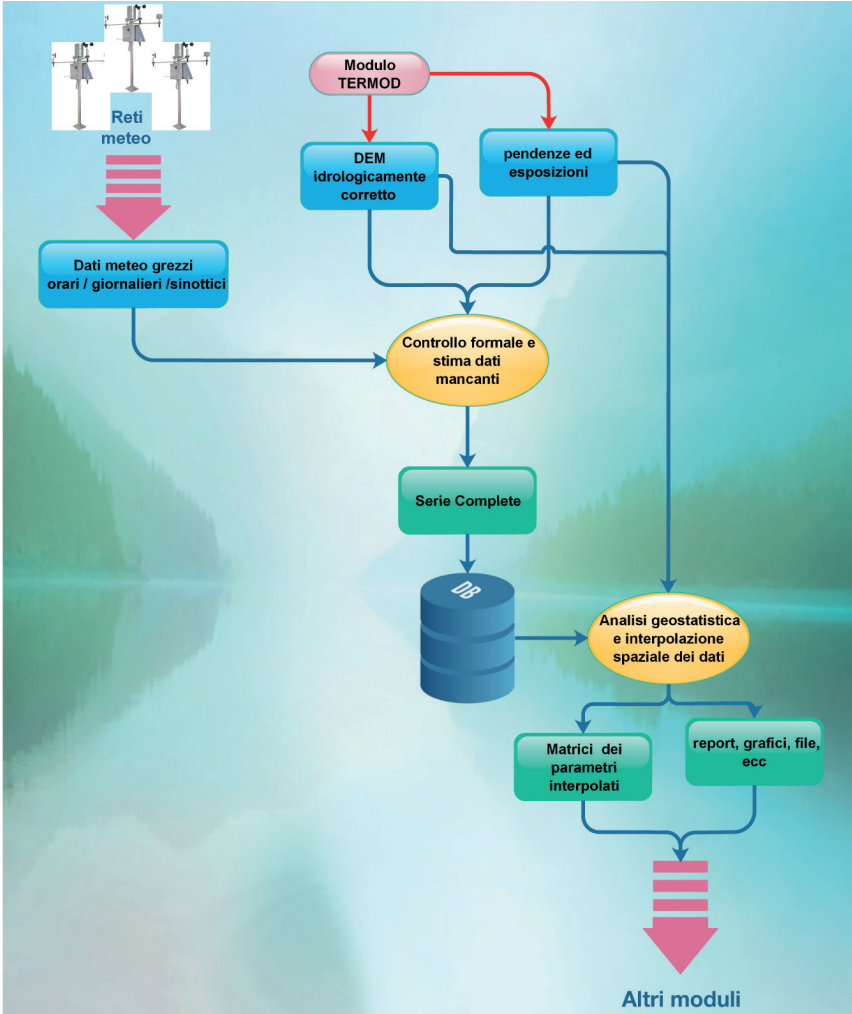 Reti
meteo
Modulo
TERMOD
DEM
idrologicamente
corretto
pendenze ed
esposizioni
Dati meteo grezzi
orari / giornalieri /sinottici
Controllo formale e
stima dati
mancanti
Serie Complete
DB
Analisi geostatistica
e interpolazione
spaziale dei dati
Matrici dei
parametri
interpolati
report, grafici, file,
ecc
Altri moduli